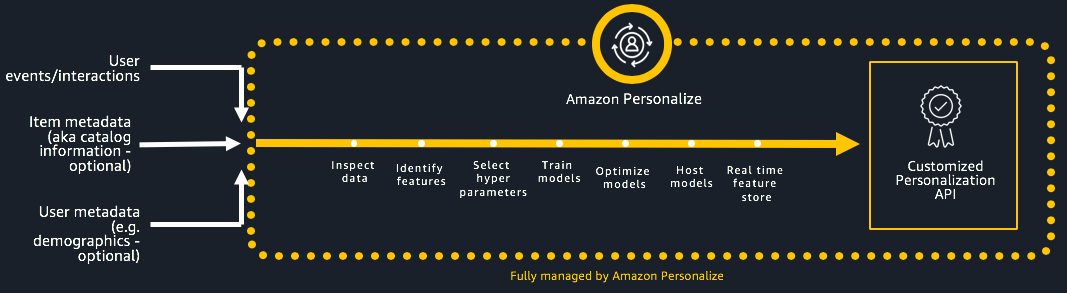 User
events/interactions
Item metadata
(aka catalog
information -
optional)
User metadata
(e.g.
demographics -
optional)
Amazon Personalize
Inspect
data
Identify
features
Select
hyper
parameters
Train
models
Optimize
models
Host
models
Real time
feature
store
Customized
Personalization
API
Fully managed by Amazon Personalize